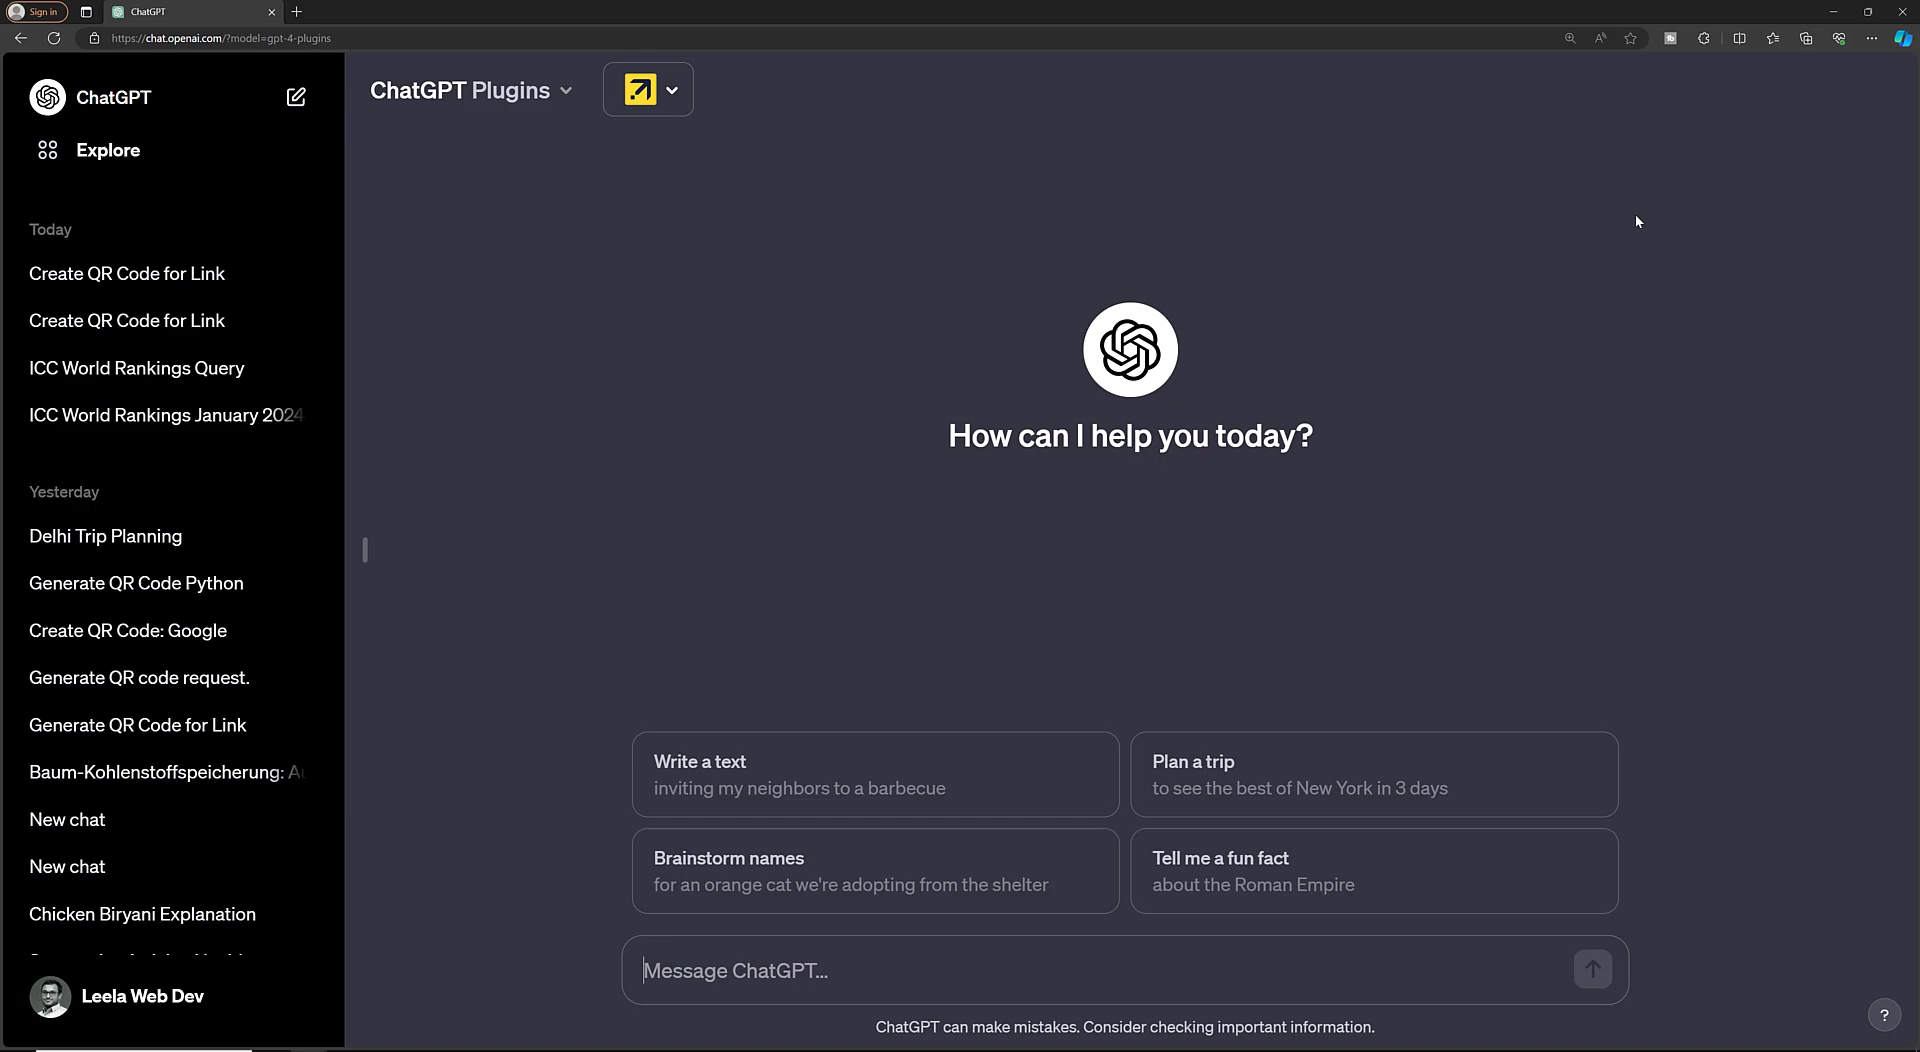 Sign in
ChatGPT
https://chat.openai.com/?model=gpt-4-plugins
ChatGPT
Explore
Today
Create QR Code for Link
Create QR Code for Link
ICC World Rankings Query
ICC World Rankings January 2024
Yesterday
Delhi Trip Planning
Generate QR Code Python
Create QR Code: Google
Generate QR code request.
Generate QR Code for Link
Baum-Kohlenstoffspeicherung:
New chat
New chat
Chicken Biryani Explanation
Leela Web Dev
ChatGPT Plugins
How can I help you today?
Write a text
inviting my neighbors to a barbecue
Plan a trip
to see the best of New York in 3 days
Brainstorm names
for an orange cat we're adopting from the shelter
Tell me a fun fact
about the Roman Empire
Message ChatGPT...
ChatGPT can make mistakes. Consider checking important information.
?